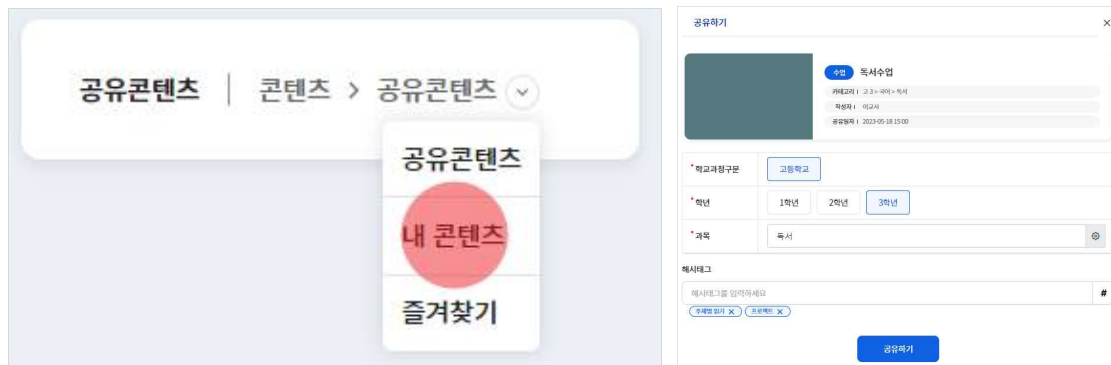 공유콘텐츠 | 콘텐츠 > 공유콘텐츠
공유콘텐츠
내 콘텐츠
즐겨찾기
공유하기 ×
수업 독서수업
카테고리 | 고 3 > 국어 > 독서
작성자 | 이교사
공유일자 | 2023-05-18 15:00
*학교과정구분 고등학교
*학년 1학년 2학년 3학년
*과목 독서
해시태그
해시태그를 입력하세요 #
주제별 읽기 × 프로젝트 ×
공유하기